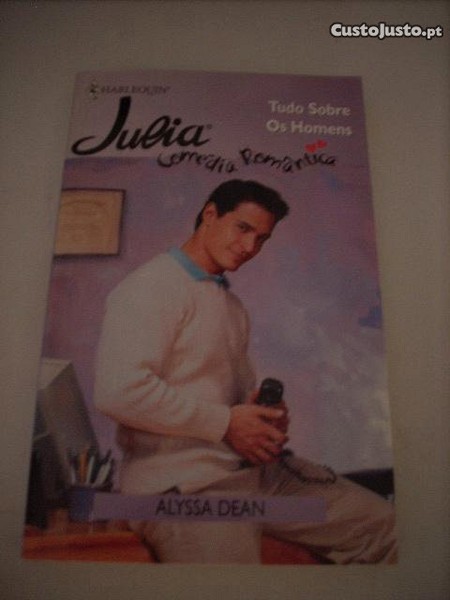 CustoJusto.pt
HARLEQUIN®
Julia®
Tudo Sobre
Os Homens
Comédia Romântica
ALYSSA DEAN